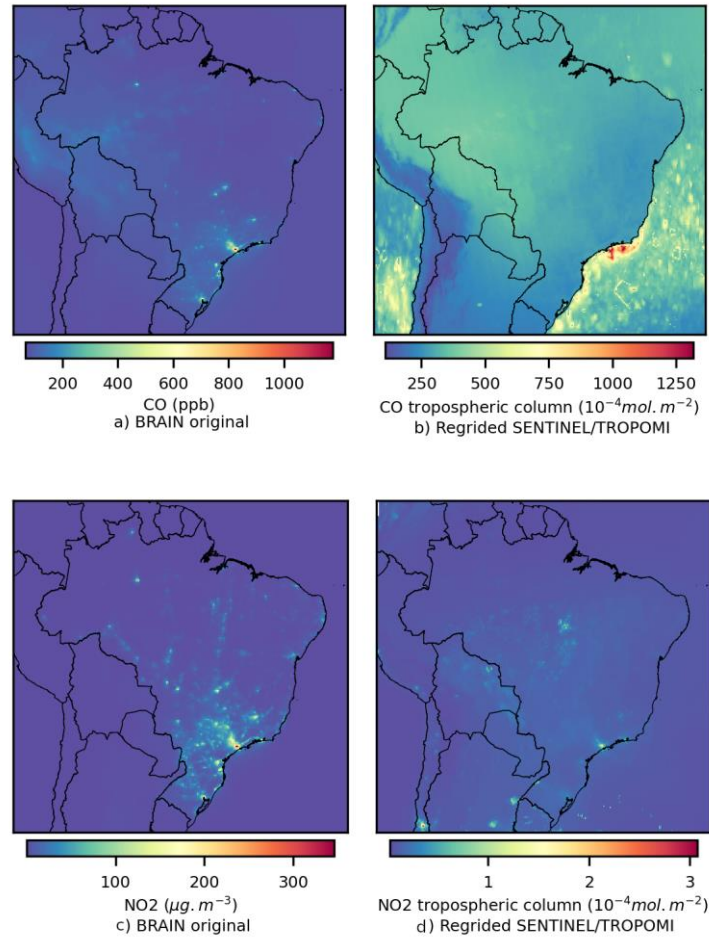 200 400 600 800 1000
CO (ppb)
a) BRAIN original
250 500 750 1000 1250
CO tropospheric column (10⁻⁴mol.m⁻²)
b) Regrided SENTINEL/TROPOMI
100 200 300
NO2 (μg.m⁻³)
c) BRAIN original
1 2 3
NO2 tropospheric column (10⁻⁴mol.m⁻²)
d) Regrided SENTINEL/TROPOMI